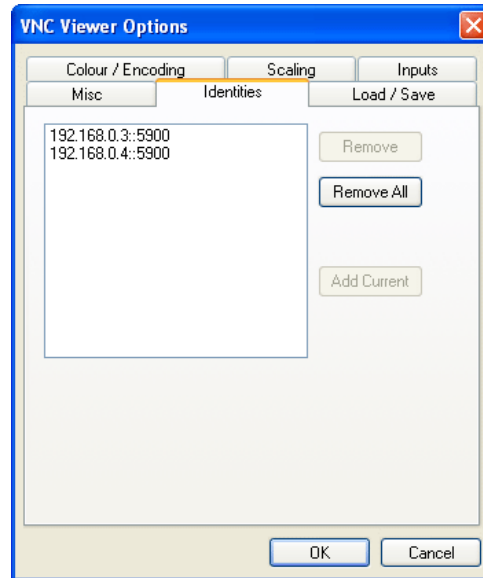 VNC Viewer Options
Colour / Encoding Scaling Inputs
Misc Identities Load / Save
192.168.0.3::5900
192.168.0.4::5900
Remove
Remove All
Add Current
OK Cancel